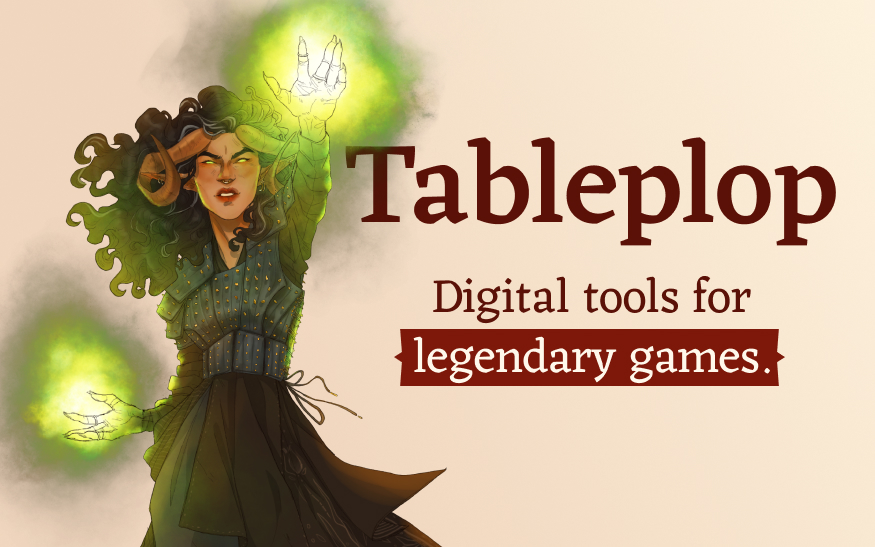 Tableplop
Digital tools for
legendary games.